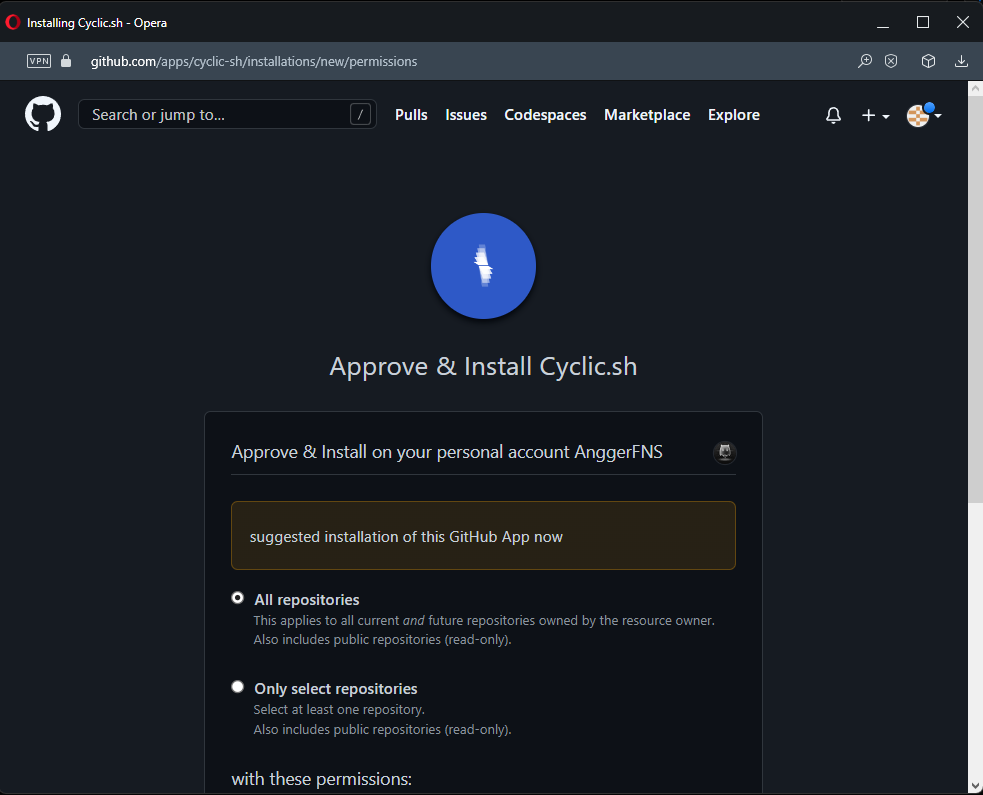 Installing Cyclic.sh - Opera
VPN github.com/apps/cyclic-sh/installations/new/permissions
Search or jump to... / Pulls Issues Codespaces Marketplace Explore
Approve & Install Cyclic.sh
Approve & Install on your personal account AnggerFNS
suggested installation of this GitHub App now
All repositories
This applies to all current and future repositories owned by the resource owner.
Also includes public repositories (read-only).
Only select repositories
Select at least one repository.
Also includes public repositories (read-only).
with these permissions: